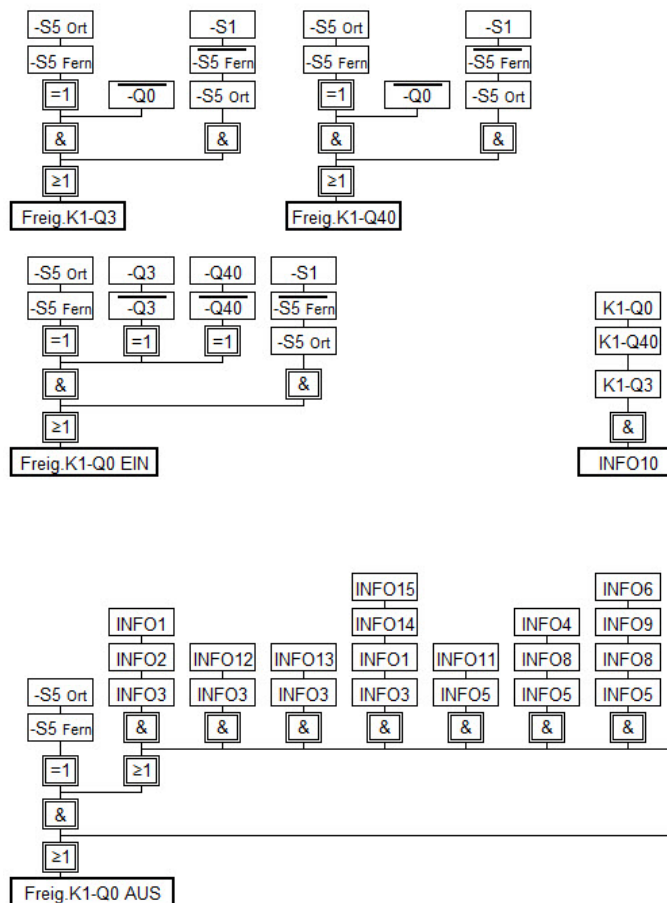 -S5 Ort -S1 -S5 Ort -S1
-S5 Fern -S5 Fern -S5 Fern -S5 Fern
=1 -Q0 -S5 Ort =1 -Q0 -S5 Ort
& & & &
≥1 ≥1
Freig.K1-Q3 Freig.K1-Q40
-S5 Ort -Q3 -Q40 -S1
-S5 Fern -Q3 -Q40 -S5 Fern K1-Q0
=1 =1 =1 -S5 Ort K1-Q40
& & K1-Q3
≥1 &
Freig.K1-Q0 EIN INFO10
INFO15 INFO6
INFO1 INFO14 INFO4 INFO9
INFO2 INFO12 INFO13 INFO1 INFO11 INFO8 INFO8
-S5 Ort INFO3 INFO3 INFO3 INFO3 INFO5 INFO5 INFO5
-S5 Fern & & & & & & &
=1 ≥1
&
≥1
Freig.K1-Q0 AUS